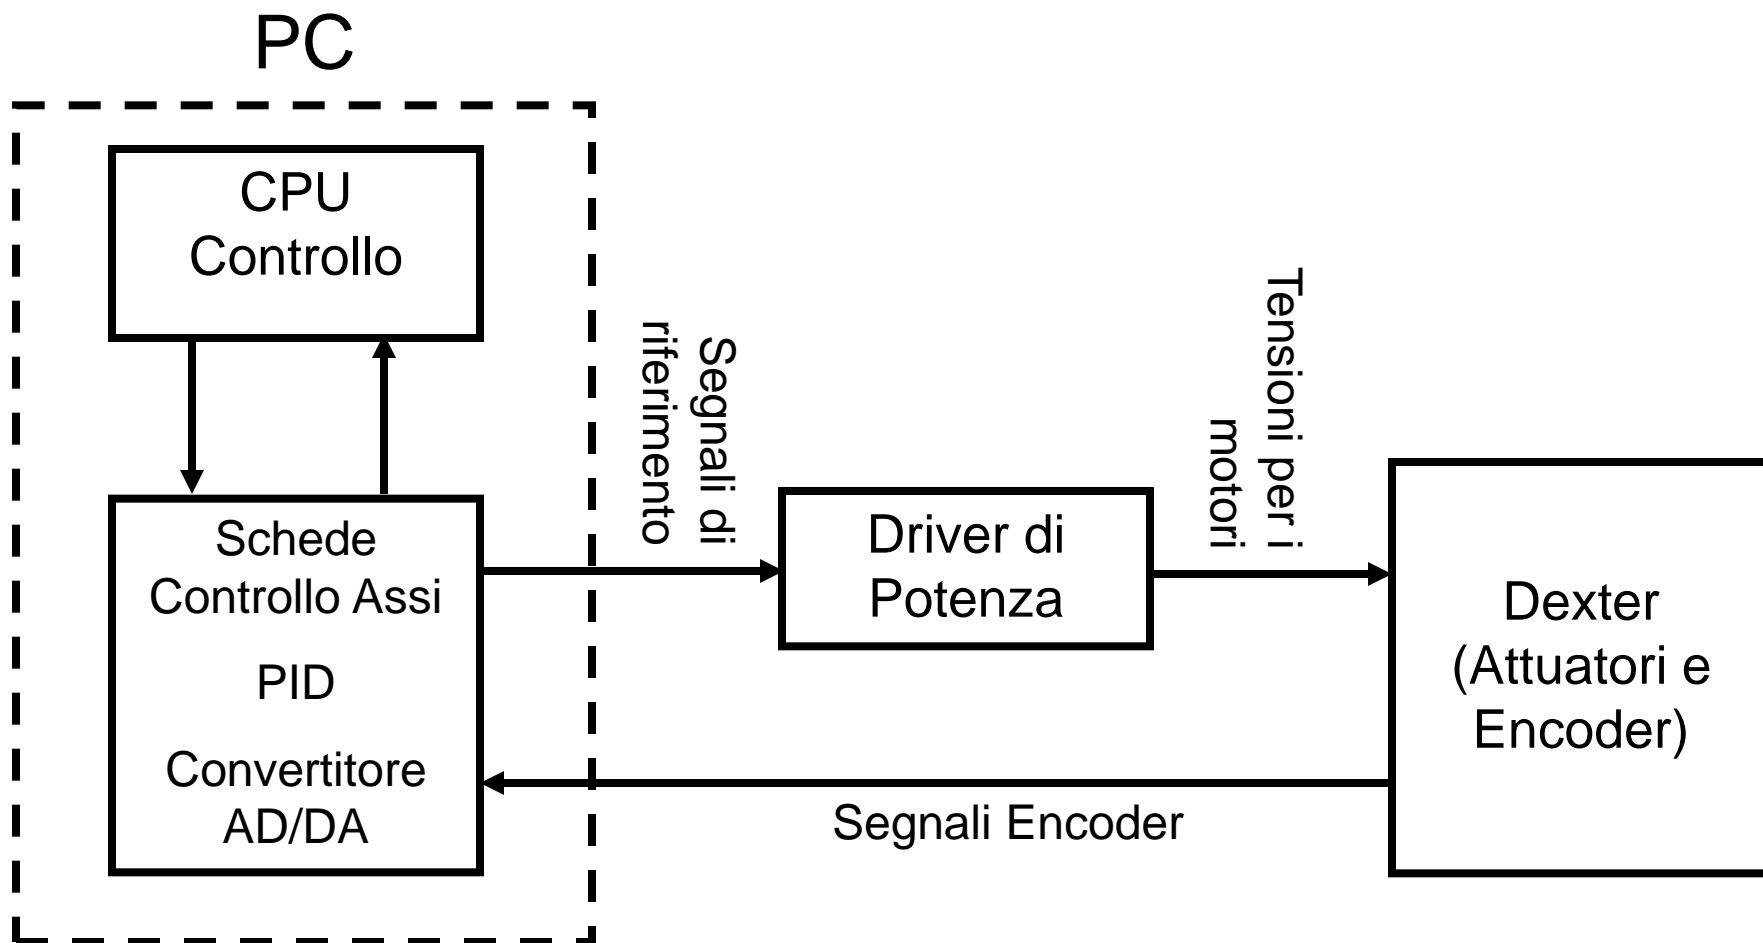 PC
CPU
Controllo
Schede
Controllo Assi
PID
Convertitore
AD/DA
Segnali di
riferimento
Driver di
Potenza
Tensioni per i
motori
Dexter
(Attuatori e
Encoder)
Segnali Encoder